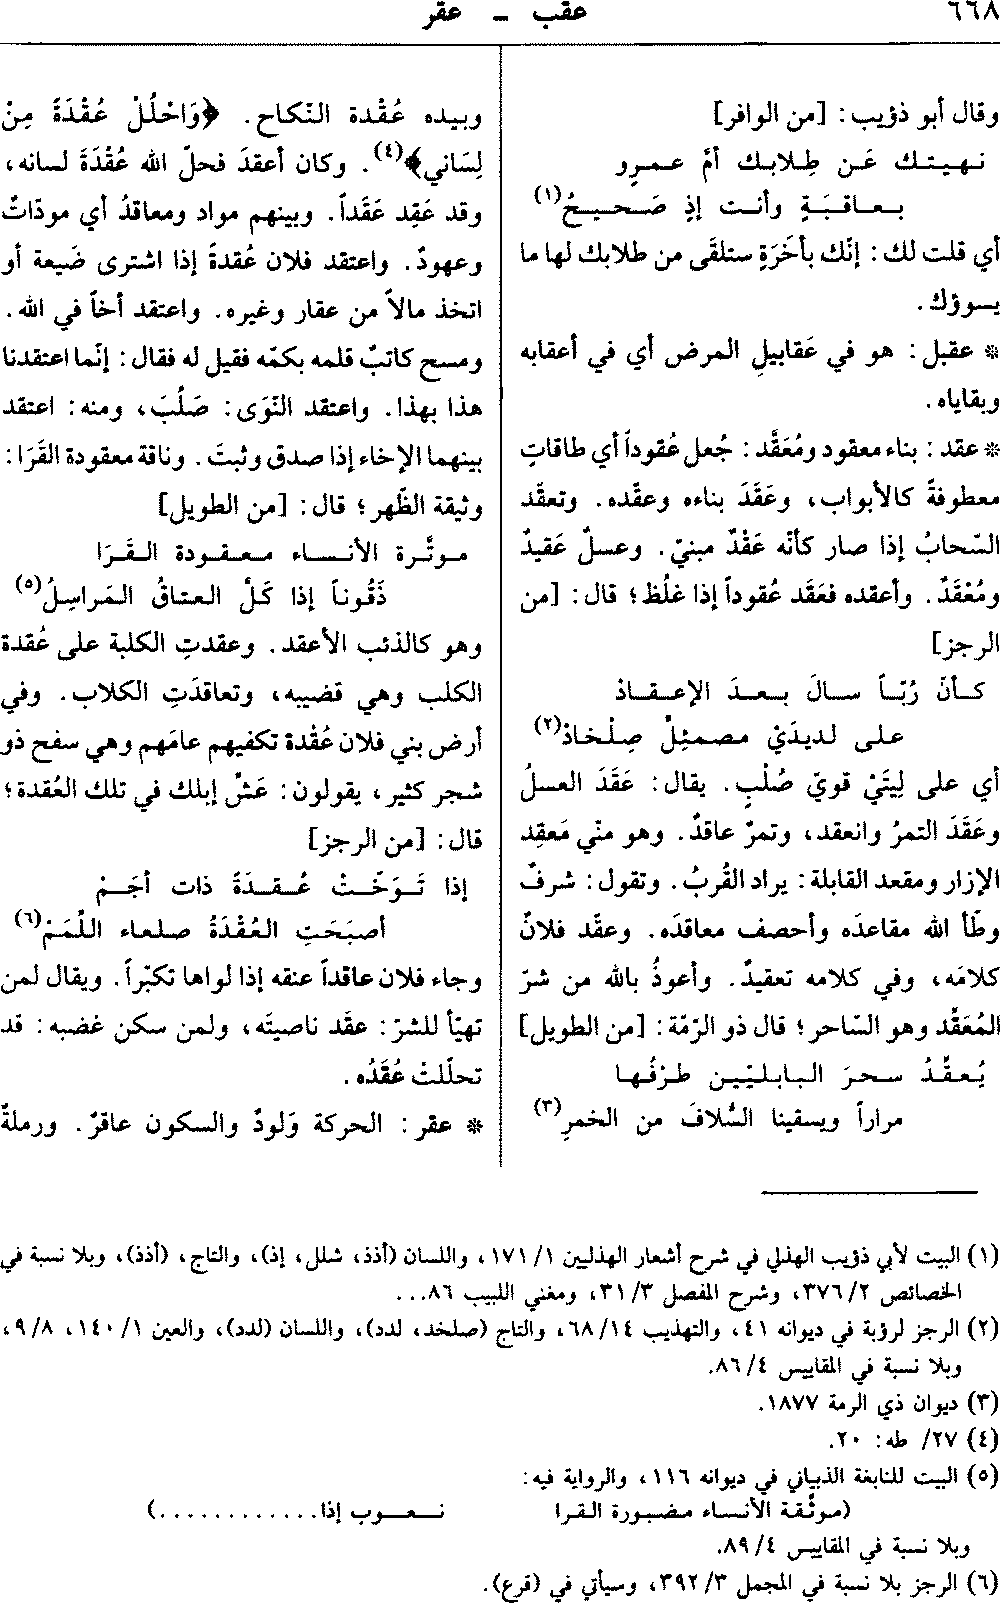 ٦٦٨
عقب ـ عقر
وقال أبو ذؤيب: [من الوافر]
نهيتك عَن طِلابك أمَّ عمرٍو
بعاقبَةٍ وأنت إذٍ صَحيحُ(١)
أي قلت لك: إنّك بأخَرَةٍ ستلقَى من طلابك لها ما
يسوؤك.
* عقبل: هو في عَقابيلِ المرض أي في أعقابه
وبقاياه.
* عقد: بناء معقود ومُعَقَّد: جُعل عُقوداً أي طاقاتٍ
معطوفةً كالأبواب، وعَقَدَ بناءه وعقّده. وتعقّد
السّحابُ إذا صار كأنّه عَقْدٌ مبنيّ. وعسلٌ عَقيدٌ
ومُعْقَدٌ. وأعقده فعَقَد عُقوداً إذا غلُظ؛ قال: [من
الرجز]
كأنّ رُبّاً سالَ بعدَ الإعقادْ
على لديدَيْ مصمئِلٍّ صِلْخادْ(٢)
أي على لِيتَيْ قويّ صُلْبٍ. يقال: عَقَدَ العسلُ
وعَقَدَ التمرُ وانعقد، وتمرٌ عاقدٌ. وهو منّي مَعقِد
الإزار ومقعد القابلة: يراد القُربُ. وتقول: شرفٌ
وطّأ الله مقاعدَه وأحصف معاقدَه. وعقّد فلانٌ
كلامَه، وفي كلامه تعقيدٌ. وأعوذُ بالله من شرّ
المُعَقِّد وهو السّاحر؛ قال ذو الرّمّة: [من الطويل]
يُعقِّدُ سحرَ البابليّين طرْفُها
مراراً ويسقينا السُّلافَ من الخمرِ(٣)
وبيده عُقْدة النّكاح. ﴿وَاحْلُلْ عُقْدَةً مِنْ
لِسَاني﴾(٤). وكان أعقدَ فحلّ الله عُقْدَةَ لسانه،
وقد عَقِد عَقَداً. وبينهم مواد ومعاقدُ أي مودّاتٌ
وعهودٌ. واعتقد فلان عُقدةً إذا اشترى ضَيعة أو
اتخذ مالاً من عقار وغيره. واعتقد أخاً في الله.
ومسح كاتبٌ قلمه بكمّه فقيل له فقال: إنّما اعتقدنا
هذا بهذا. واعتقد النّوَى: صَلُبَ، ومنه: اعتقد
بينهما الإخاء إذا صدق وثبتَ. وناقة معقودة القَرَا:
وثيقة الظّهر؛ قال: [من الطويل]
موتَّرة الأنساء معقودة القَرَا
ذَقُوناً إذا كَلَّ العتاقُ المَراسِلُ(٥)
وهو كالذئب الأعقد. وعقدتِ الكلبة على عُقدة
الكلب وهي قضيبه، وتعاقدَتِ الكلاب. وفي
أرض بني فلان عُقْدة تكفيهم عامَهم وهي سفح ذو
شجر كثير، يقولون: عَشِّ إبلك في تلك العُقدة؛
قال: [من الرجز]
إذا تَوَخّتْ عُقدَةً ذات أجَمْ
أصبَحَتِ العُقْدَةُ صلعاء اللِّمَمْ(٦)
وجاء فلان عاقداً عنقه إذا لواها تكبّراً. ويقال لمن
تهيّأ للشرّ: عقَد ناصيتَه، ولمن سكن غضبه: قد
تحلّلتْ عُقَدُه.
* عقر: الحركة وَلودٌ والسكون عاقرٌ. ورملةٌ
(١) البيت لأبي ذؤيب الهذلي في شرح أشعار الهذليين ١/ ١٧١، واللسان (أذذ، شلل، إذ)، والتاج، (أذذ)، وبلا نسبة في
الخصائص ٢/ ٣٧٦، وشرح المفصل ٣/ ٣١، ومغني اللبيب ٨٦...
(٢) الرجز لرؤبة في ديوانه ٤١، والتهذيب ١٤/ ٦٨، والتاج (صلخد، لدد)، واللسان (لدد)، والعين ١/ ١٤٠، ٨/ ٩،
وبلا نسبة في المقاييس ٤/ ٨٦.
(٣) ديوان ذي الرمة ١٨٧٧.
(٤) ٢٧/ طه: ٢٠.
(٥) البيت للنابغة الذبياني في ديوانه ١١٦، والرواية فيه:
(موثَّقة الأنساء مضبورة القرا نعوب إذا............)
وبلا نسبة في المقاييس ٤/ ٨٩.
(٦) الرجز بلا نسبة في المجمل ٣/ ٣٩٢، وسيأتي في (قرع).